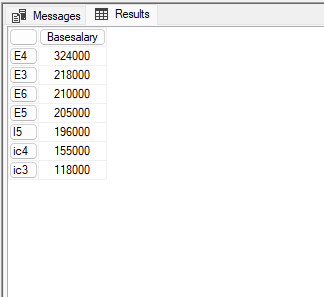 Messages Results
Basesalary
E4 324000
E3 218000
E6 210000
E5 205000
I5 196000
ic4 155000
ic3 118000